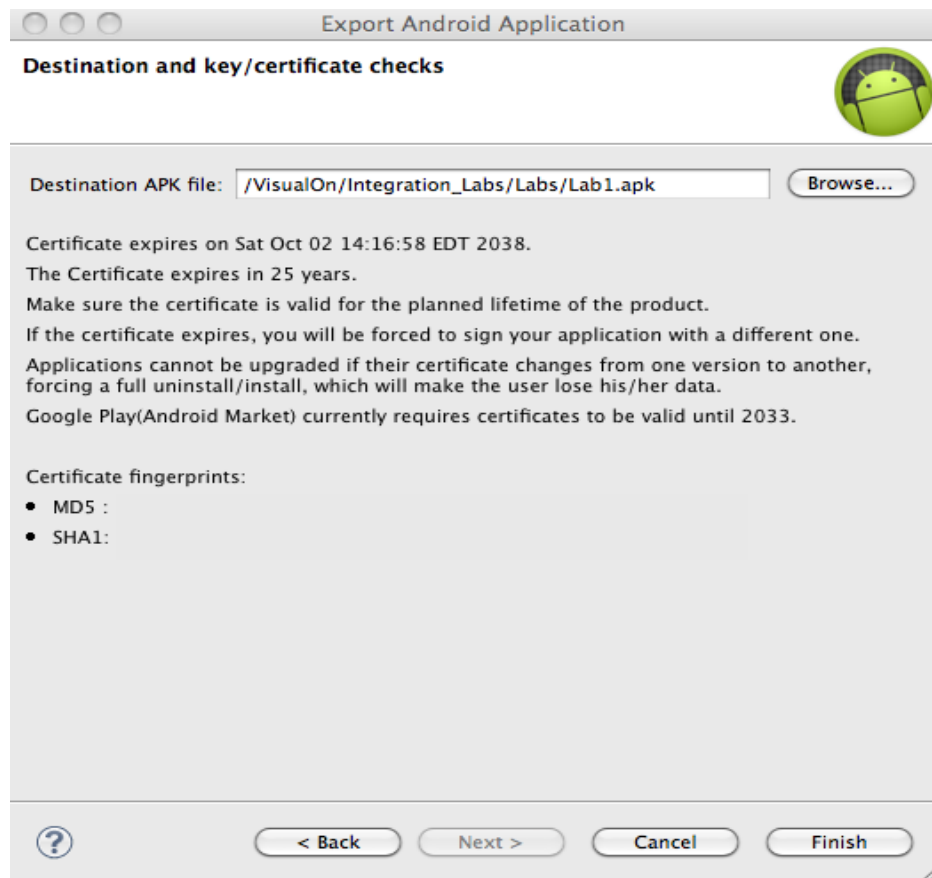 Export Android Application
Destination and key/certificate checks
Destination APK file: /VisualOn/Integration_Labs/Labs/Lab1.apk Browse...
Certificate expires on Sat Oct 02 14:16:58 EDT 2038.
The Certificate expires in 25 years.
Make sure the certificate is valid for the planned lifetime of the product.
If the certificate expires, you will be forced to sign your application with a different one.
Applications cannot be upgraded if their certificate changes from one version to another,
forcing a full uninstall/install, which will make the user lose his/her data.
Google Play(Android Market) currently requires certificates to be valid until 2033.
Certificate fingerprints:
• MD5 :
• SHA1:
? < Back Next > Cancel Finish